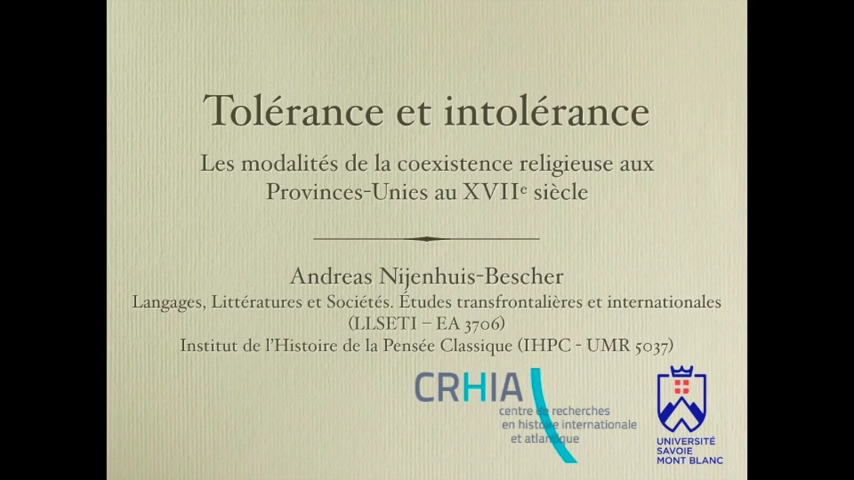 Tolérance et intolérance
Les modalités de la coexistence religieuse aux
Provinces-Unies au XVIIe siècle
Andreas Nijenhuis-Bescher
Langages, Littératures et Sociétés. Études transfrontalières et internationales
(LLSETI – EA 3706)
Institut de l’Histoire de la Pensée Classique (IHPC - UMR 5037)
CRHIA
centre de recherches
en histoire internationale
et atlantique
UNIVERSITÉ
SAVOIE
MONT BLANC